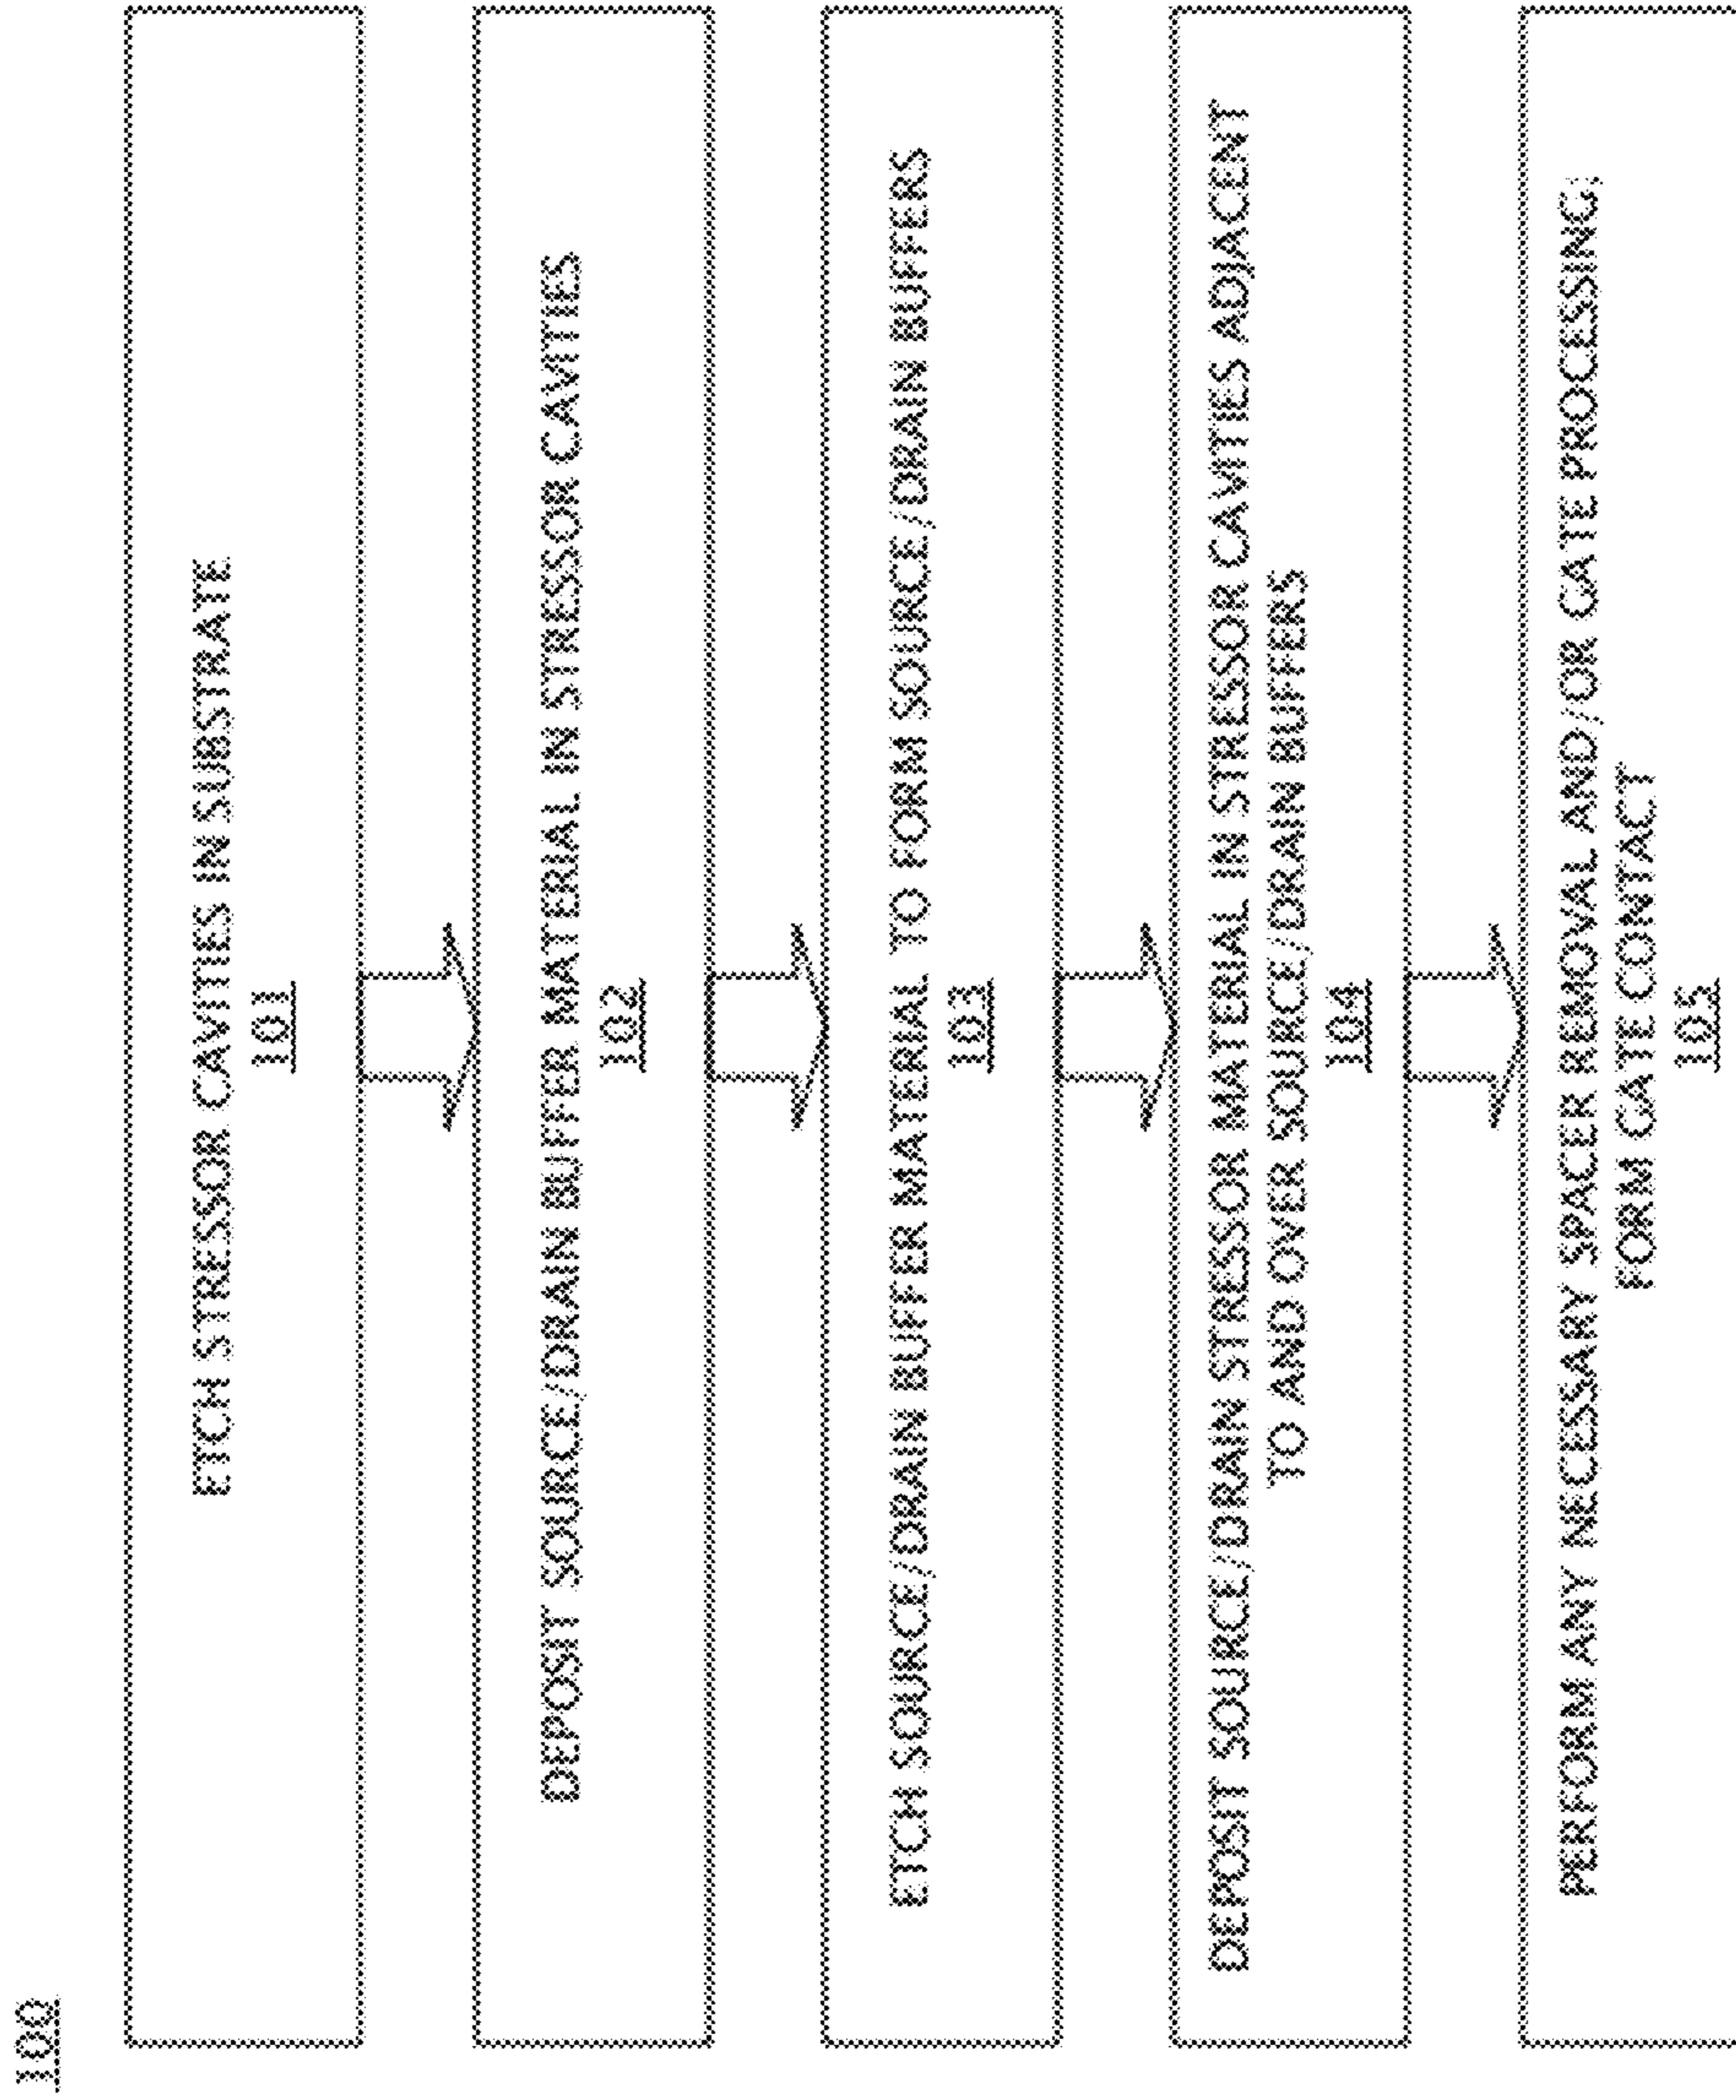 100
ETCH STRESSOR CAVITIES IN SUBSTRATE
101
DEPOSIT SOURCE/DRAIN BUFFER MATERIAL IN STRESSOR CAVITIES
102
ETCH SOURCE/DRAIN BUFFER MATERIAL TO FORM SOURCE/DRAIN BUFFERS
103
DEPOSIT SOURCE/DRAIN STRESSOR MATERIAL IN STRESSOR CAVITIES ADJACENT
TO AND OVER SOURCE/DRAIN BUFFERS
104
PERFORM ANY NECESSARY SPACER REMOVAL AND/OR GATE PROCESSING;
FORM GATE CONTACT
105